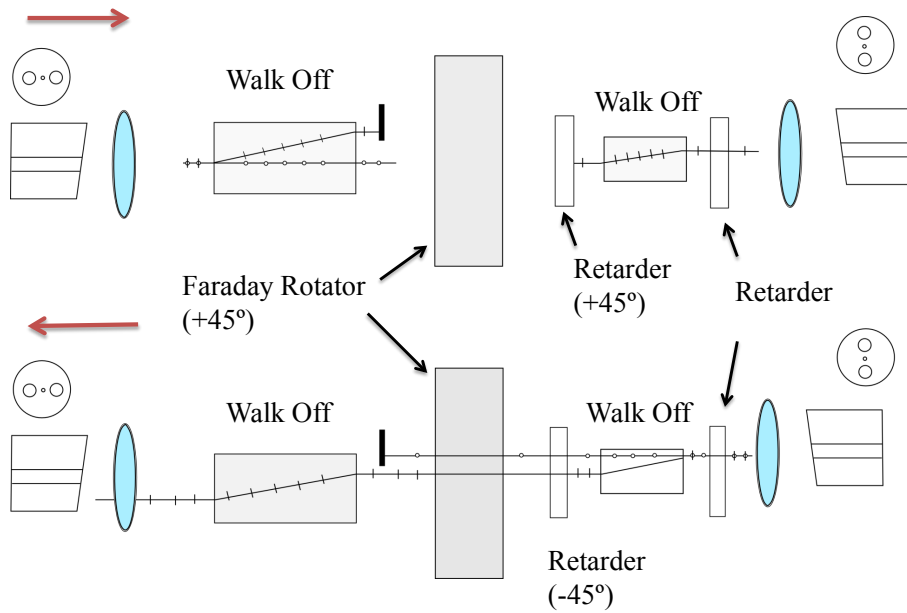 Walk Off
Walk Off
Faraday Rotator
(+45º)
Retarder
(+45º)
Retarder
Walk Off
Walk Off
Retarder
(-45º)